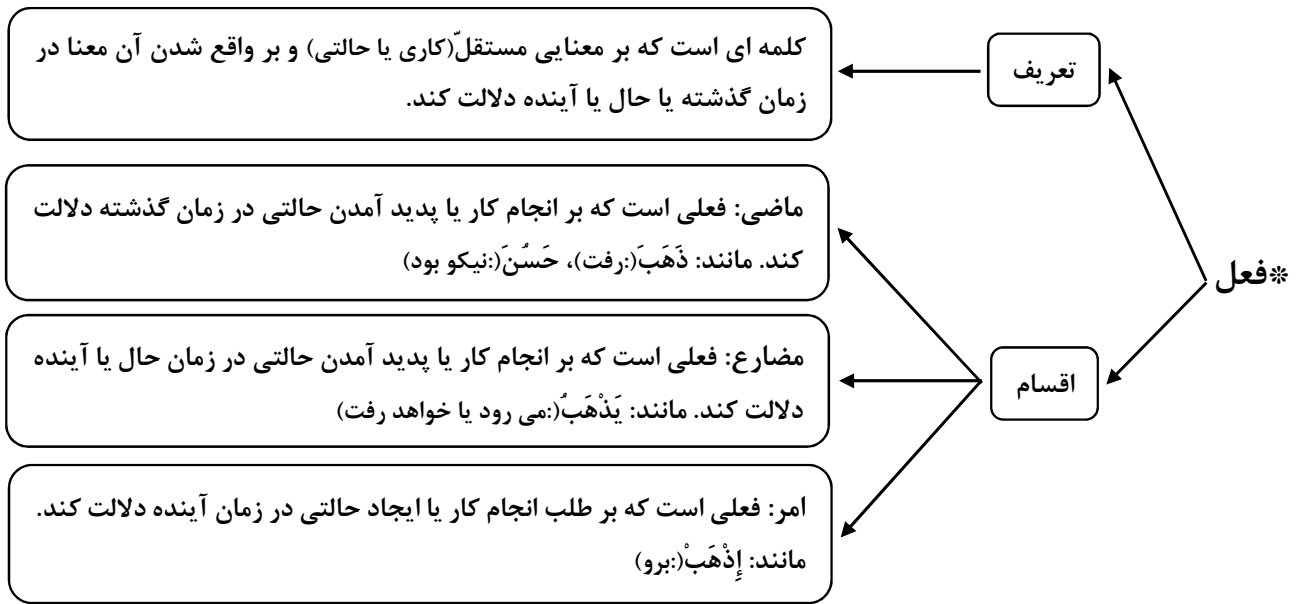 *فعل
تعریف
کلمه ای است که بر معنایی مستقلّ(کاری یا حالتی) و بر واقع شدن آن معنا در
زمان گذشته یا حال یا آینده دلالت کند.
اقسام
ماضی: فعلی است که بر انجام کار یا پدید آمدن حالتی در زمان گذشته دلالت
کند. مانند: ذَهَبَ(:رفت)، حَسُنَ(:نیکو بود)
مضارع: فعلی است که بر انجام کار یا پدید آمدن حالتی در زمان حال یا آینده
دلالت کند. مانند: یَذْهَبُ(:می رود یا خواهد رفت)
امر: فعلی است که بر طلب انجام کار یا ایجاد حالتی در زمان آینده دلالت کند.
مانند: إِذْهَبْ(:برو)